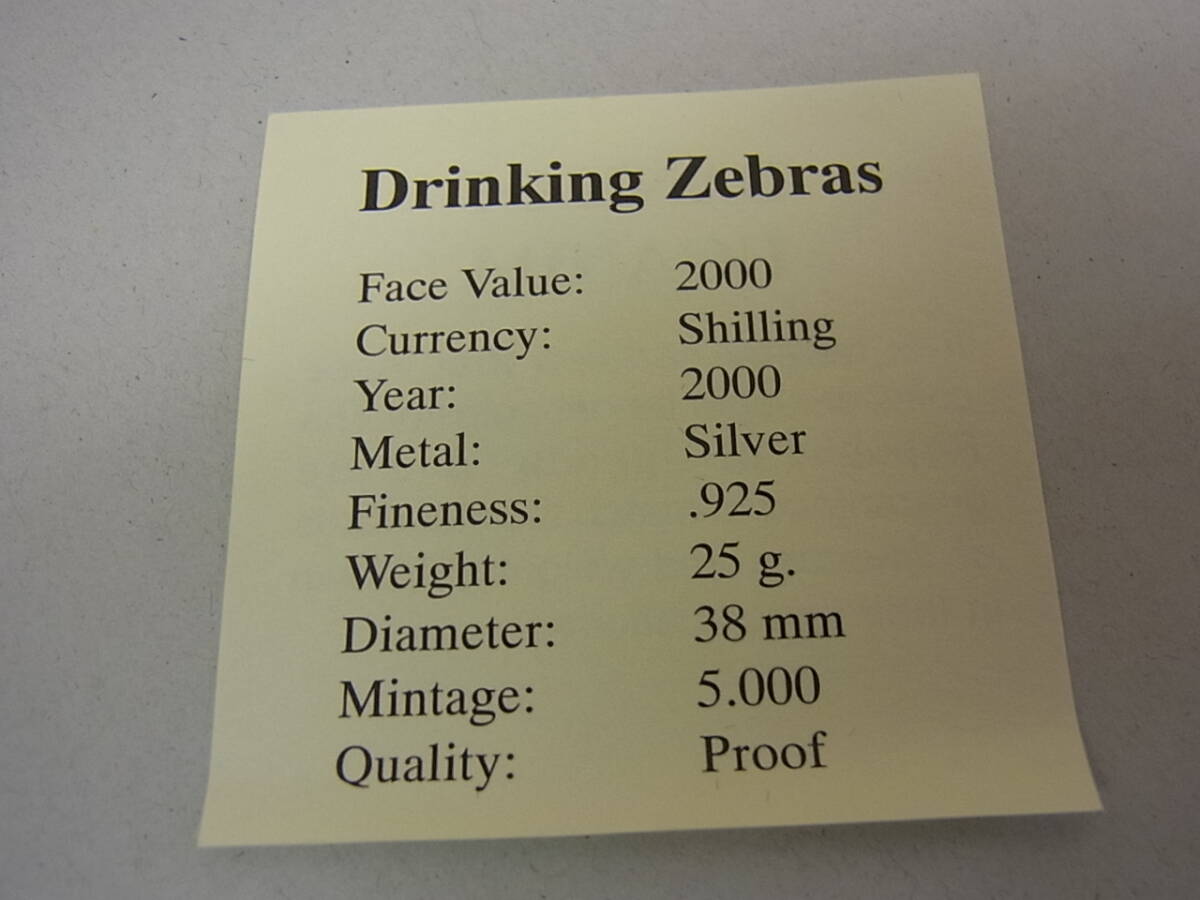 Drinking Zebras
Face Value: 2000
Currency: Shilling
Year: 2000
Metal: Silver
Fineness: .925
Weight: 25 g.
Diameter: 38 mm
Mintage: 5.000
Quality: Proof